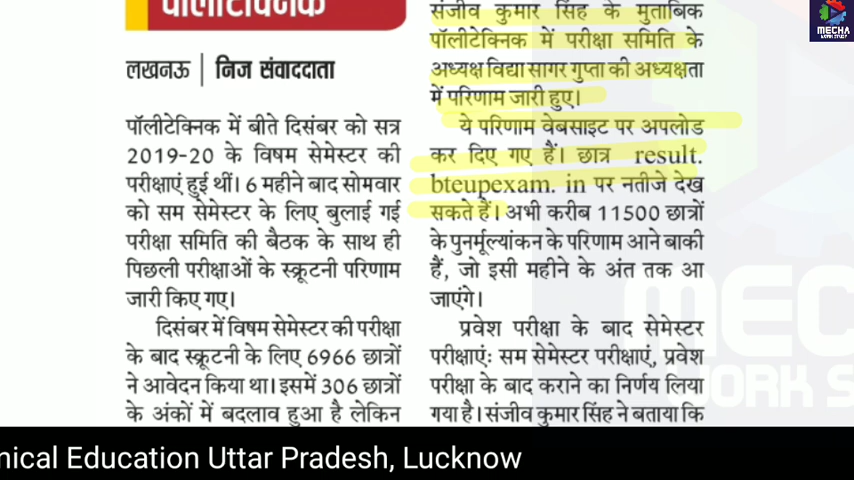 पॉलीटेक्निक
लखनऊ | निज संवाददाता
पॉलीटेक्निक में बीते दिसंबर को सत्र
2019-20 के विषम सेमेस्टर की
परीक्षाएं हुई थीं। 6 महीने बाद सोमवार
को सम सेमेस्टर के लिए बुलाई गई
परीक्षा समिति की बैठक के साथ ही
पिछली परीक्षाओं के स्क्रूटनी परिणाम
जारी किए गए।
दिसंबर में विषम सेमेस्टर की परीक्षा
के बाद स्क्रूटनी के लिए 6966 छात्रों
ने आवेदन किया था। इसमें 306 छात्रों
के अंकों में बदलाव हुआ है लेकिन
संजीव कुमार सिंह के मुताबिक
पॉलीटेक्निक में परीक्षा समिति के
अध्यक्ष विद्या सागर गुप्ता की अध्यक्षता
में परिणाम जारी हुए।
ये परिणाम वेबसाइट पर अपलोड
कर दिए गए हैं। छात्र result.
bteupexam. in पर नतीजे देख
सकते हैं। अभी करीब 11500 छात्रों
के पुनर्मूल्यांकन के परिणाम आने बाकी
हैं, जो इसी महीने के अंत तक आ
जाएंगे।
प्रवेश परीक्षा के बाद सेमेस्टर
परीक्षाएं: सम सेमेस्टर परीक्षाएं, प्रवेश
परीक्षा के बाद कराने का निर्णय लिया
गया है। संजीव कुमार सिंह ने बताया कि
MECHA
WORK STUDY
MEC
WORK S
nical Education Uttar Pradesh, Lucknow